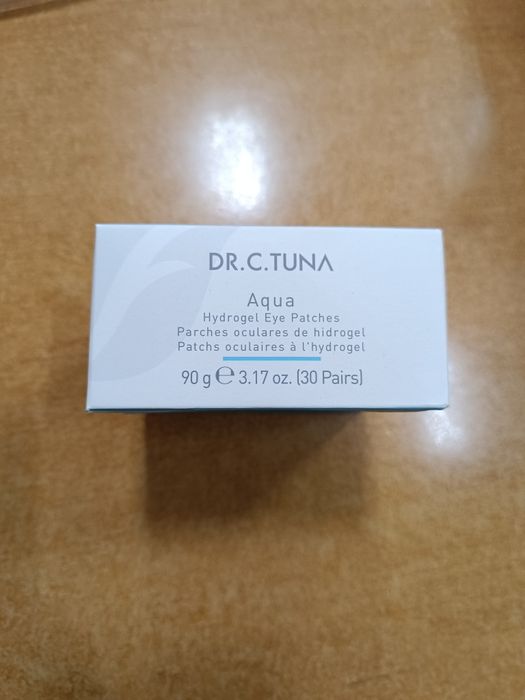 DR.C.TUNA
Aqua
Hydrogel Eye Patches
Parches oculares de hidrogel
Patchs oculaires à l'hydrogel
90 g ℮ 3.17 oz. (30 Pairs)